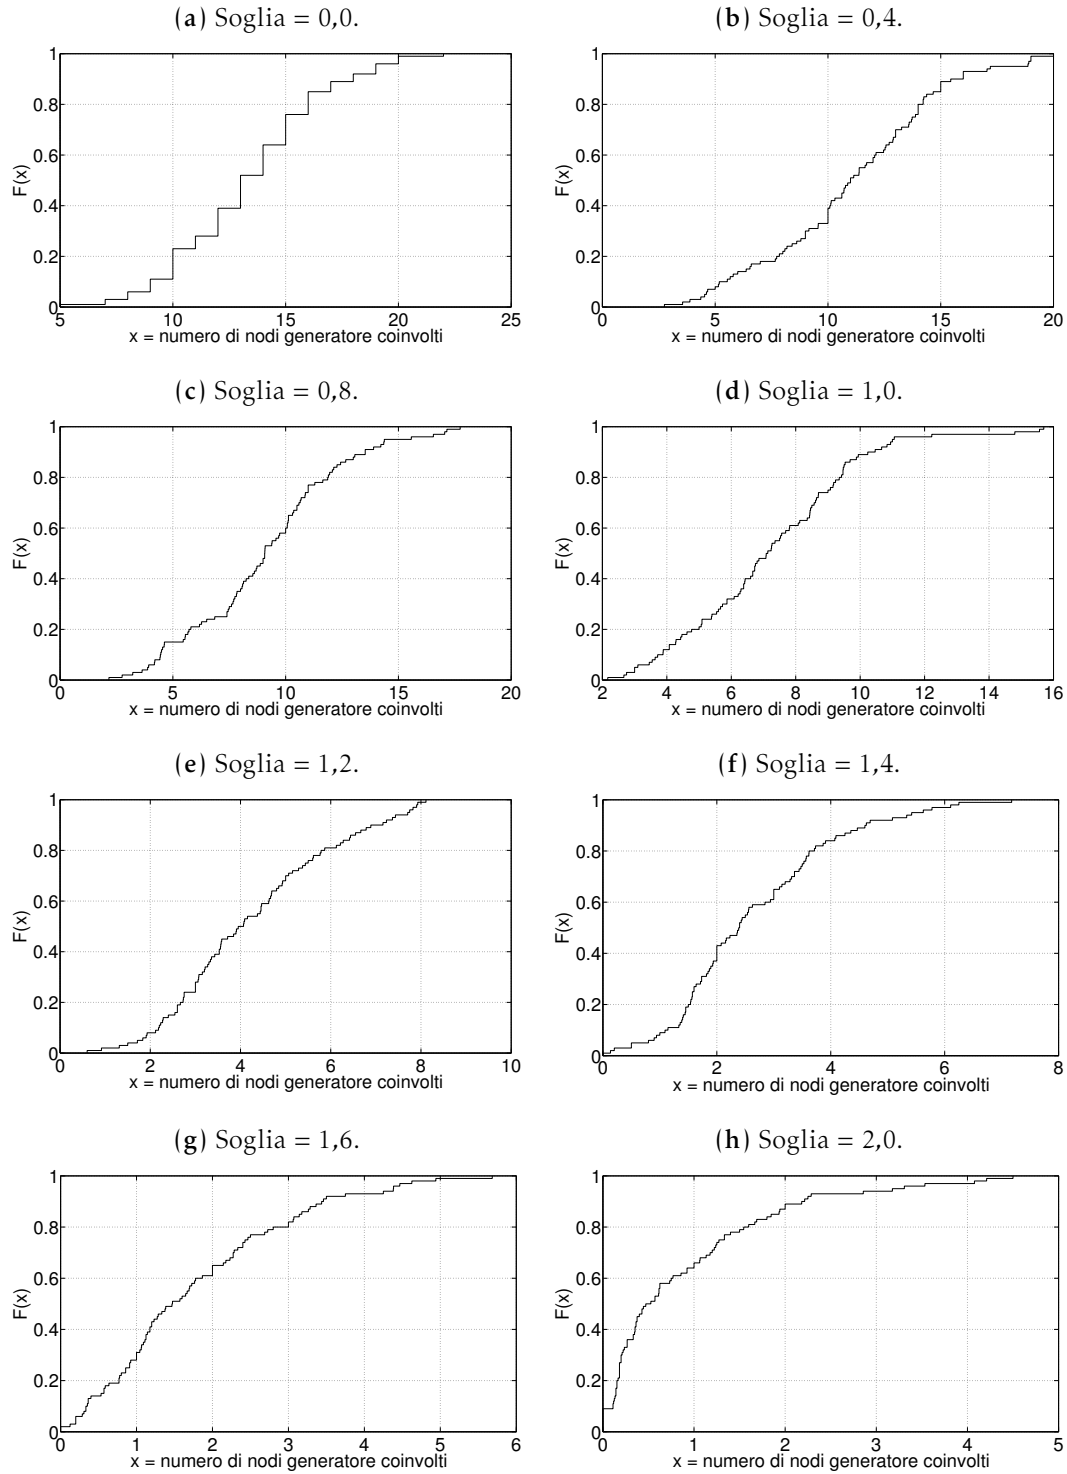 (a) Soglia = 0,0.
1
0.8
0.6
0.4
0.2
0
F(x)
5 10 15 20 25
x = numero di nodi generatore coinvolti
(b) Soglia = 0,4.
1
0.8
0.6
0.4
0.2
0
F(x)
0 5 10 15 20
x = numero di nodi generatore coinvolti
(c) Soglia = 0,8.
1
0.8
0.6
0.4
0.2
0
F(x)
0 5 10 15 20
x = numero di nodi generatore coinvolti
(d) Soglia = 1,0.
1
0.8
0.6
0.4
0.2
0
F(x)
2 4 6 8 10 12 14 16
x = numero di nodi generatore coinvolti
(e) Soglia = 1,2.
1
0.8
0.6
0.4
0.2
0
F(x)
0 2 4 6 8 10
x = numero di nodi generatore coinvolti
(f) Soglia = 1,4.
1
0.8
0.6
0.4
0.2
0
F(x)
0 2 4 6 8
x = numero di nodi generatore coinvolti
(g) Soglia = 1,6.
1
0.8
0.6
0.4
0.2
0
F(x)
0 1 2 3 4 5 6
x = numero di nodi generatore coinvolti
(h) Soglia = 2,0.
1
0.8
0.6
0.4
0.2
0
F(x)
0 1 2 3 4 5
x = numero di nodi generatore coinvolti